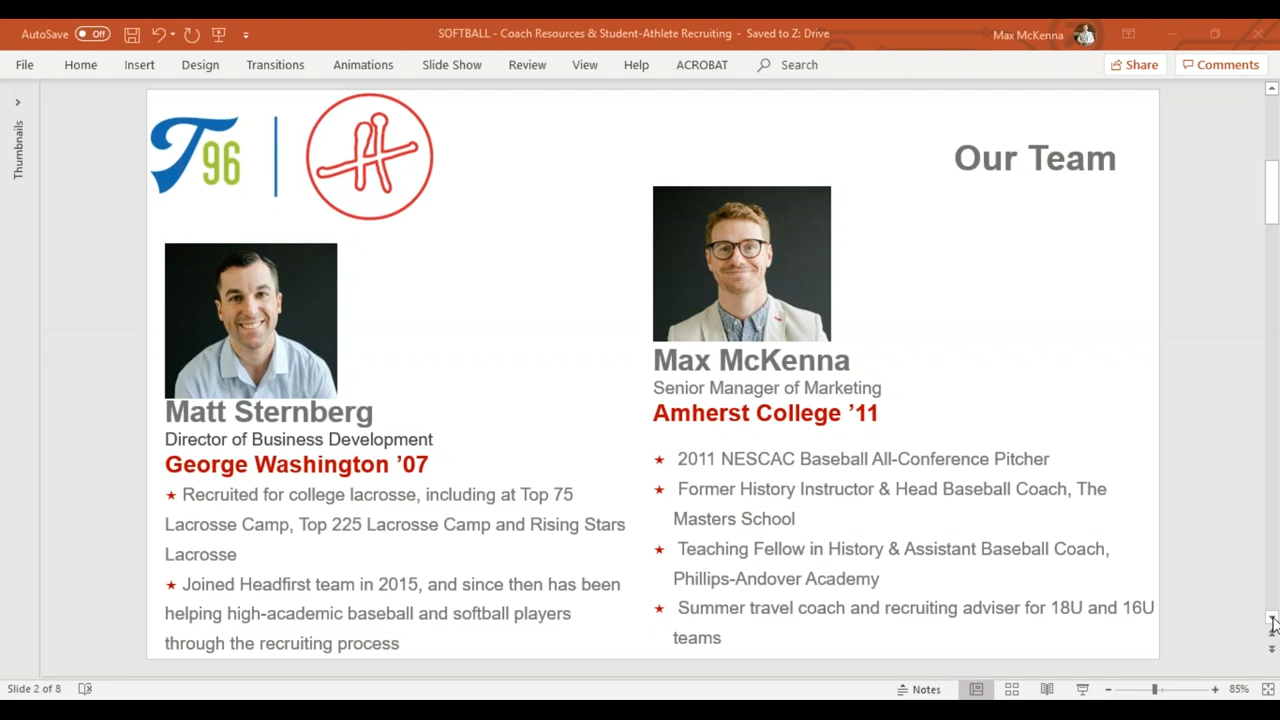 AutoSave Off SOFTBALL - Coach Resources & Student-Athlete Recruiting - Saved to Z: Drive Max McKenna
File Home Insert Design Transitions Animations Slide Show Review View Help ACROBAT Search Share Comments
Thumbnails
T96
Our Team
Matt Sternberg
Director of Business Development
George Washington ’07
★ Recruited for college lacrosse, including at Top 75
Lacrosse Camp, Top 225 Lacrosse Camp and Rising Stars
Lacrosse
★ Joined Headfirst team in 2015, and since then has been
helping high-academic baseball and softball players
through the recruiting process
Max McKenna
Senior Manager of Marketing
Amherst College ’11
★ 2011 NESCAC Baseball All-Conference Pitcher
★ Former History Instructor & Head Baseball Coach, The
Masters School
★ Teaching Fellow in History & Assistant Baseball Coach,
Phillips-Andover Academy
★ Summer travel coach and recruiting adviser for 18U and 16U
teams
Slide 2 of 8 Notes 85%